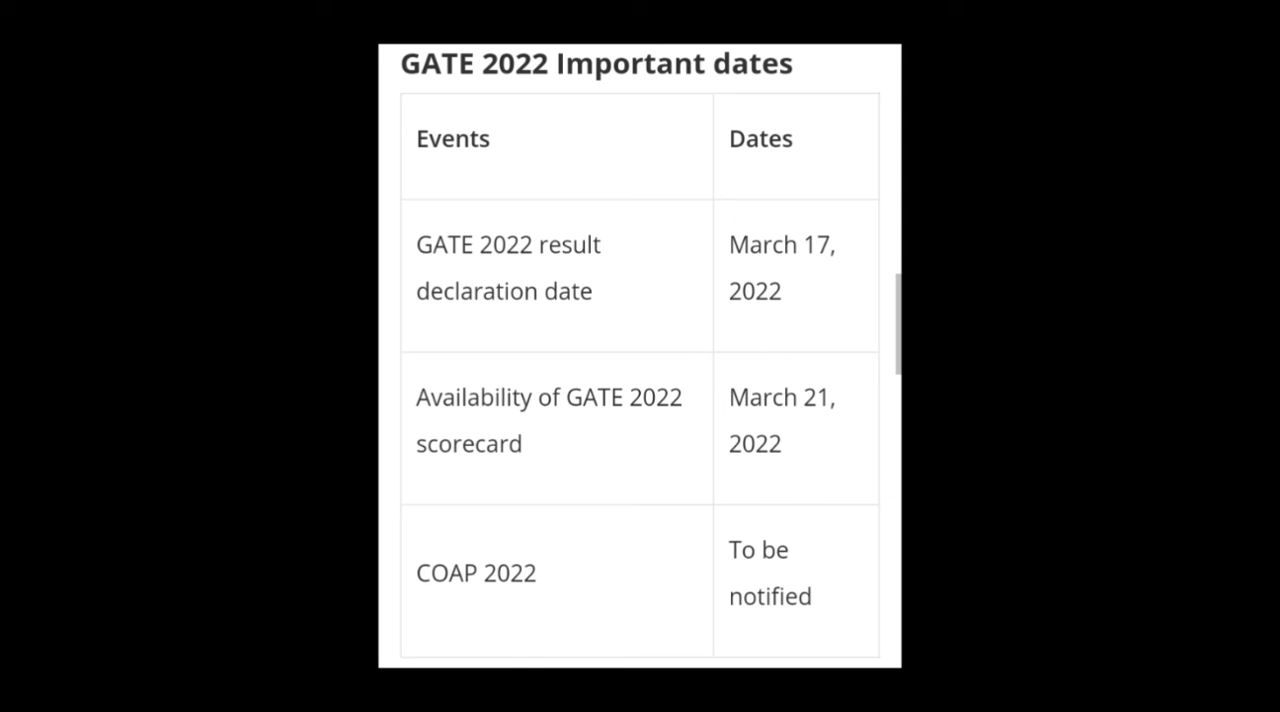 GATE 2022 Important dates
Events
Dates
GATE 2022 result
declaration date
March 17,
2022
Availability of GATE 2022
scorecard
March 21,
2022
COAP 2022
To be
notified